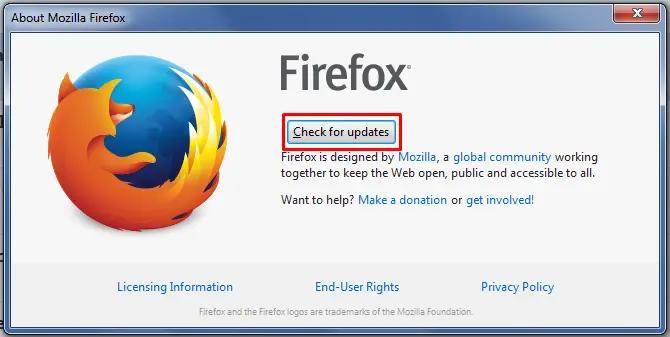 About Mozilla Firefox
Firefox®
Check for updates
Firefox is designed by Mozilla, a global community working
together to keep the Web open, public and accessible to all.
Want to help? Make a donation or get involved!
Licensing Information End-User Rights Privacy Policy
Firefox and the Firefox logos are trademarks of the Mozilla Foundation.